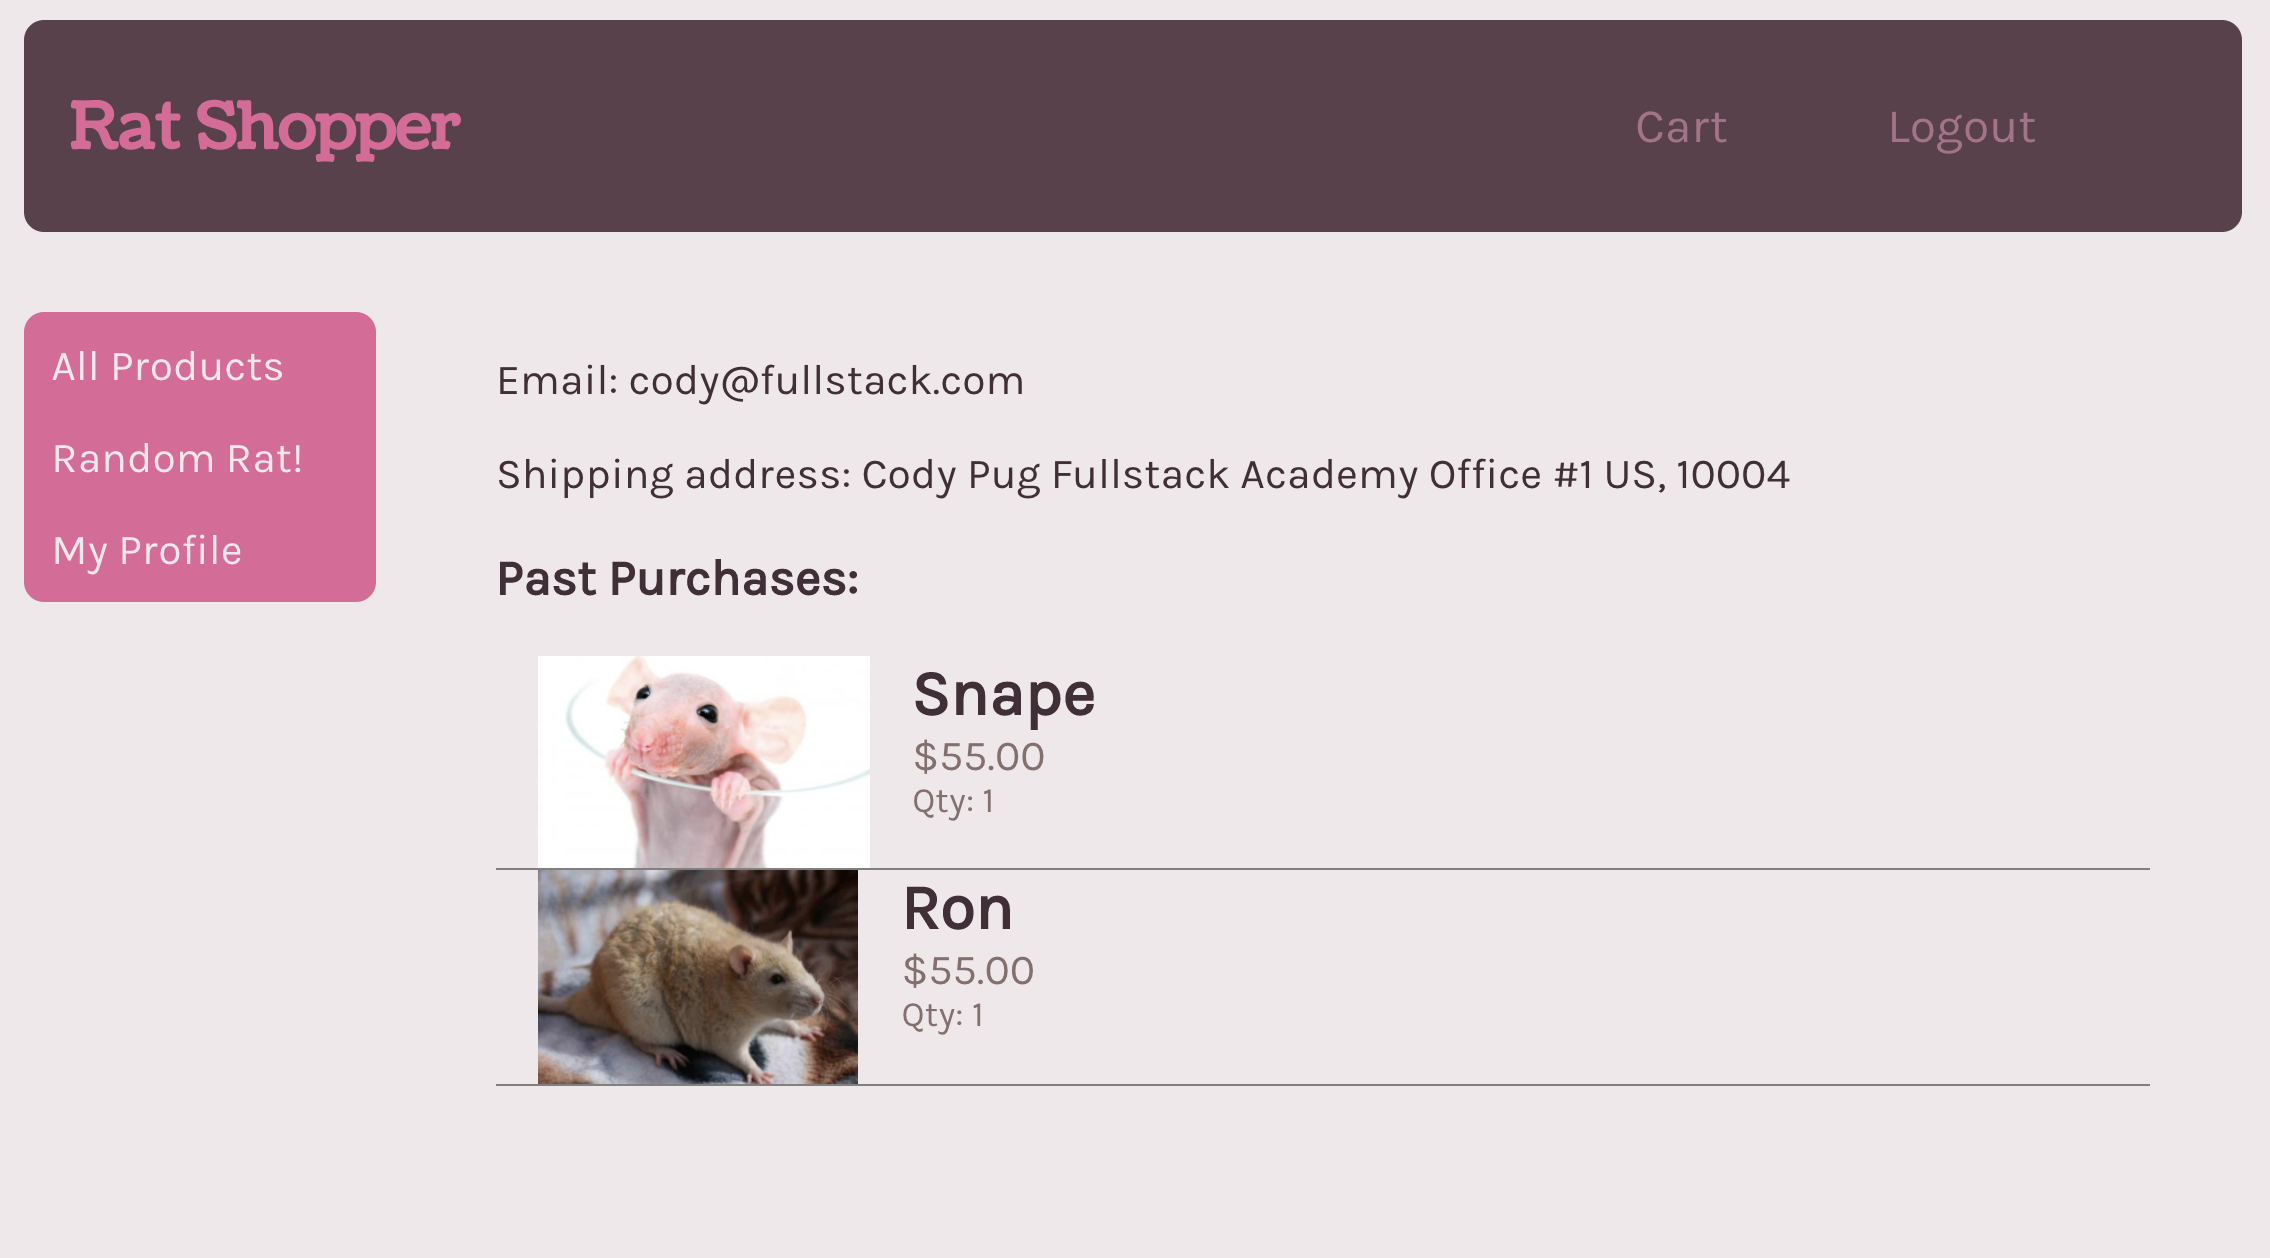 Rat Shopper
Cart
Logout
All Products
Random Rat!
My Profile
Email: cody@fullstack.com
Shipping address: Cody Pug Fullstack Academy Office #1 US, 10004
Past Purchases:
Snape
$55.00
Qty: 1
Ron
$55.00
Qty: 1